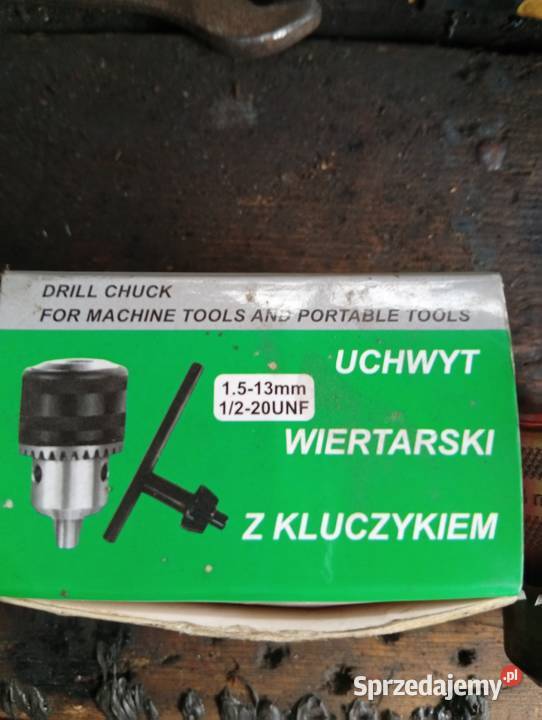 DRILL CHUCK
FOR MACHINE TOOLS AND PORTABLE TOOLS
UCHWYT
1.5-13mm
1/2-20UNF
WIERTARSKI
Z KLUCZYKIEM
Sprzedajemy.pl